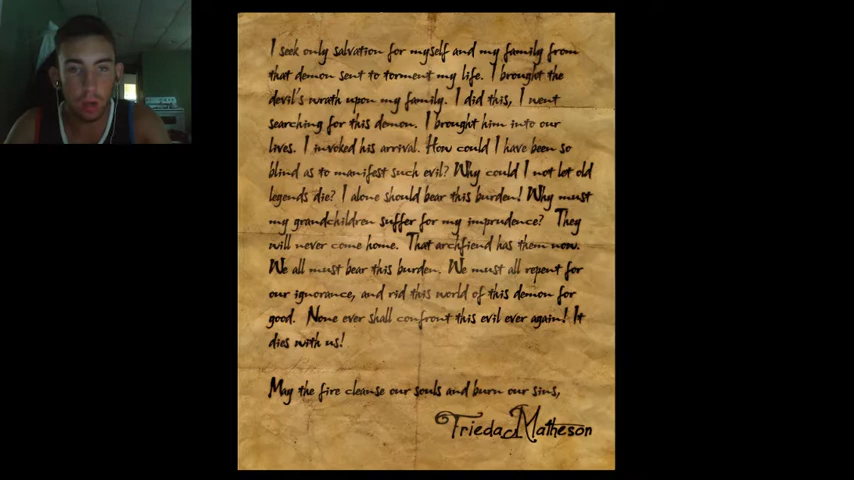 I seek only salvation for myself and my family from
that demon sent to torment my life. I brought the
devil's wrath upon my family. I did this, I went
searching for this demon. I brought him into our
lives. I invoked his arrival. How could I have been so
blind as to manifest such evil? Why could I not let old
legends die? I alone should bear this burden! Why must
my grandchildren suffer for my imprudence? They
will never come home. That archfiend has them now.
We all must bear this burden. We must all repent for
our ignorance, and rid this world of this demon for
good. None ever shall confront this evil ever again! It
dies with us!
May the fire cleanse our souls and burn our sins,
Frieda Matheson